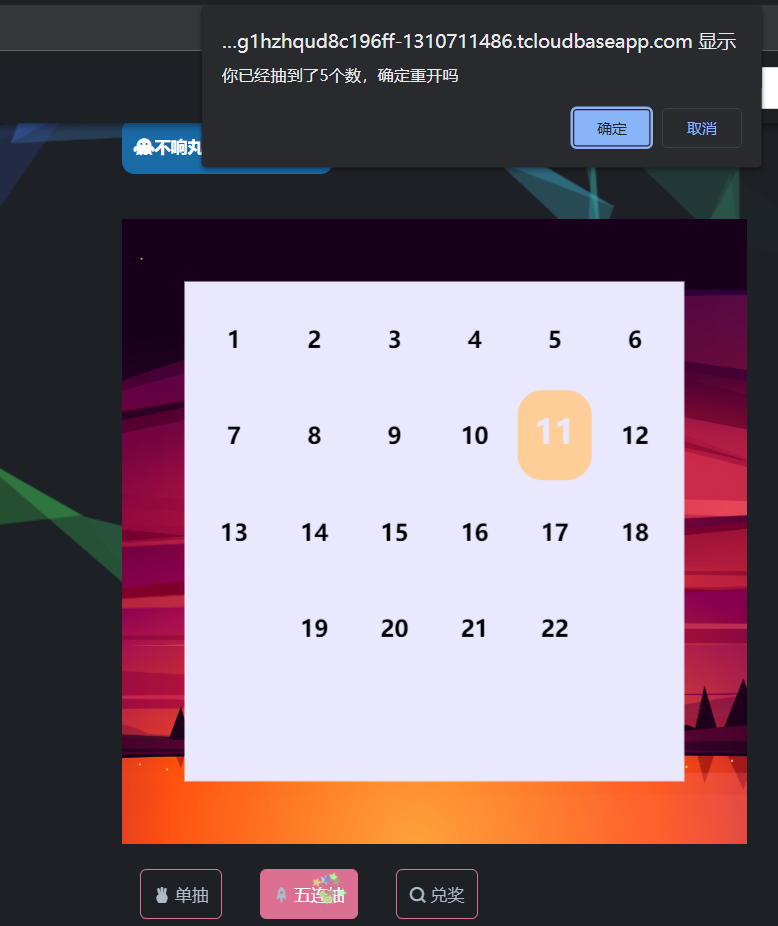 ...g1hzhqud8c196ff-1310711486.tcloudbaseapp.com 显示
你已经抽到了5个数，确定重开吗
确定 取消
不响丸
1 2 3 4 5 6
7 8 9 10 11 12
13 14 15 16 17 18
19 20 21 22
单抽 五连抽 兑奖